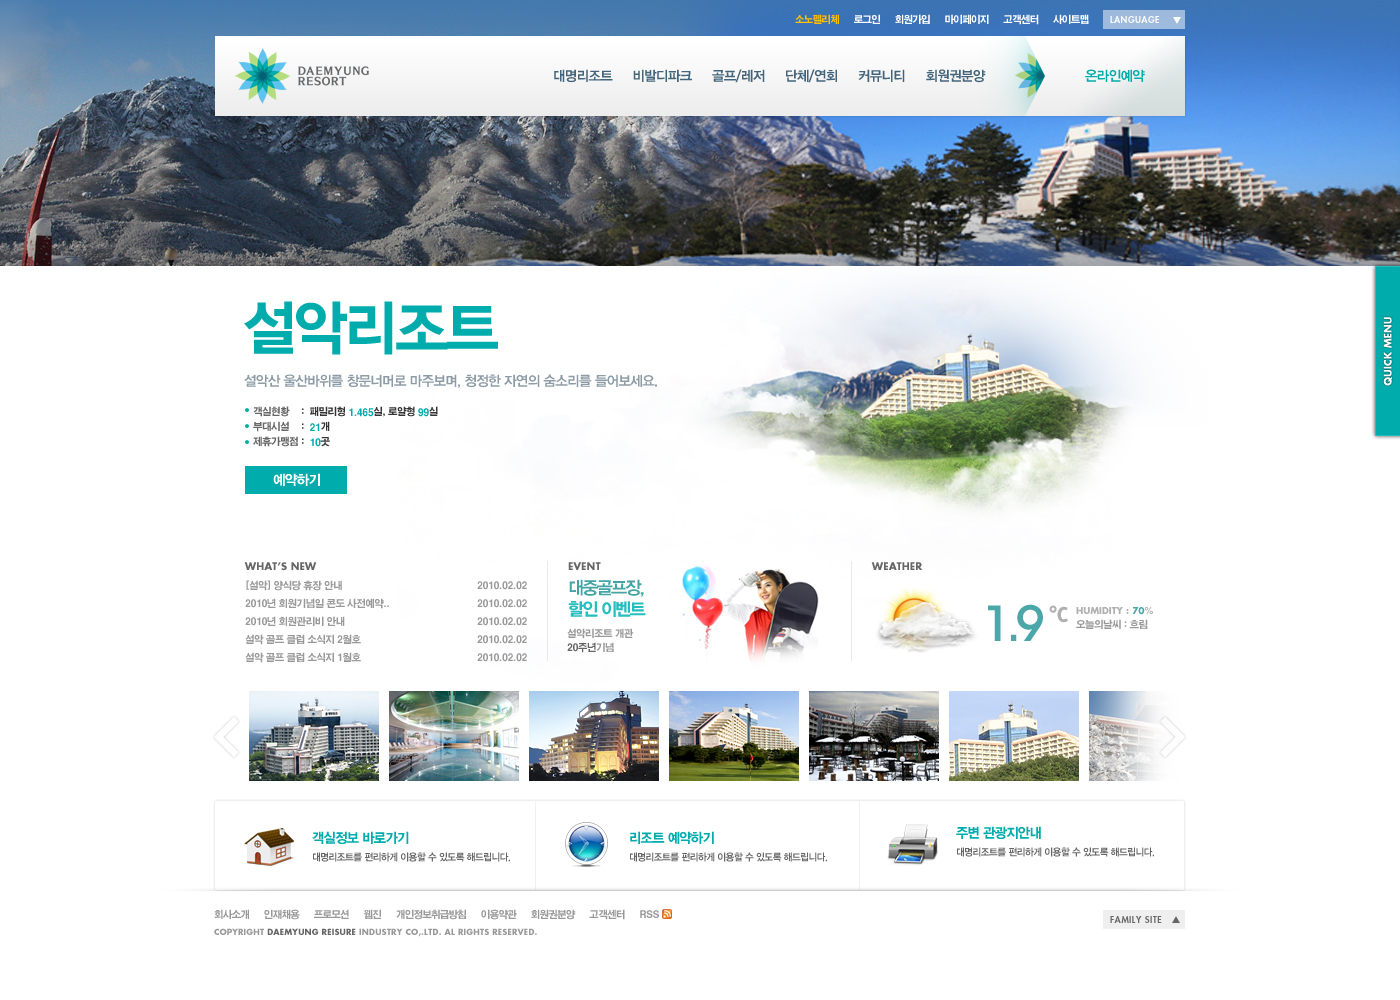 소노펠리체 로그인 회원가입 마이페이지 고객센터 사이트맵 LANGUAGE
DAEMYUNG
RESORT
대명리조트 비발디파크 골프/레저 단체/연회 커뮤니티 회원권분양 온라인예약
QUICK MENU
설악리조트
설악산 울산바위를 창문너머로 마주보며, 청정한 자연의 숨소리를 들어보세요.
객실현황 : 패밀리형 1.465실, 로얄형 99실
부대시설 : 21개
제휴가맹점 : 10곳
예약하기
WHAT'S NEW
[설악] 양식당 휴장 안내 2010.02.02
2010년 회원기념일 콘도 사전예약.. 2010.02.02
2010년 회원관리비 안내 2010.02.02
설악 골프 클럽 소식지 2월호 2010.02.02
설악 골프 클럽 소식지 1월호 2010.02.02
EVENT
대중골프장,
할인 이벤트
설악리조트 개관
20주년기념
WEATHER
1.9 °C
HUMIDITY : 70%
오늘의날씨 : 흐림
객실정보 바로가기
대명리조트를 편리하게 이용할 수 있도록 해드립니다.
리조트 예약하기
대명리조트를 편리하게 이용할 수 있도록 해드립니다.
주변 관광지안내
대명리조트를 편리하게 이용할 수 있도록 해드립니다.
회사소개 인재채용 프로모션 웹진 개인정보취급방침 이용약관 회원권분양 고객센터 RSS
COPYRIGHT DAEMYUNG REISURE INDUSTRY CO,.LTD. AL RIGHTS RESERVED.
FAMILY SITE